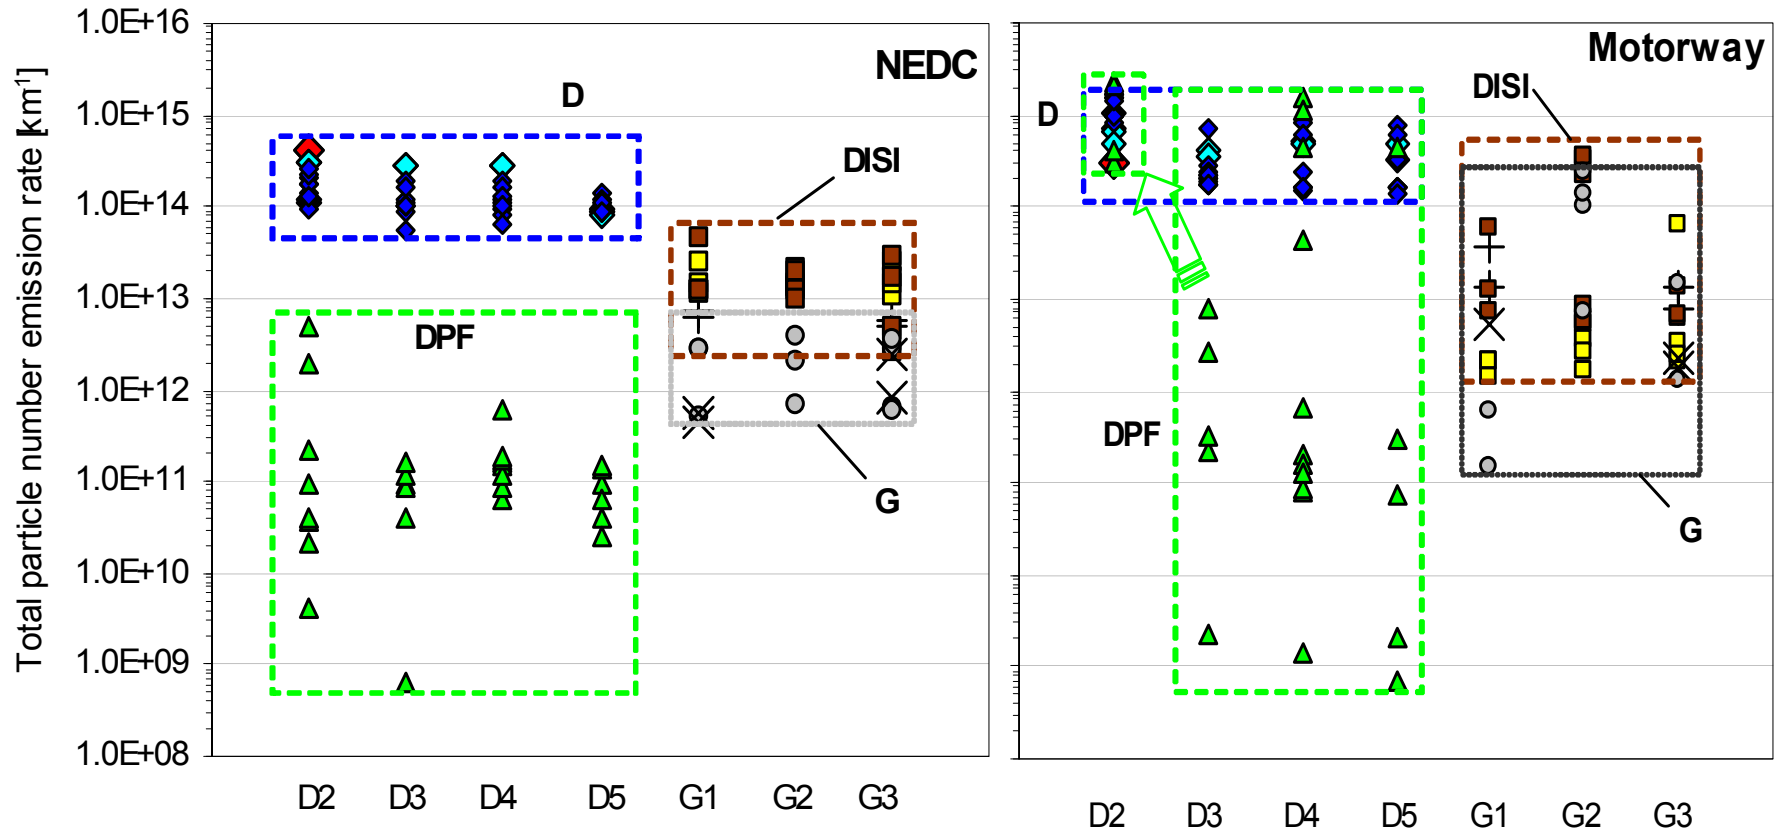 Total particle number emission rate [km⁻¹]
1.0E+16
1.0E+15
1.0E+14
1.0E+13
1.0E+12
1.0E+11
1.0E+10
1.0E+09
1.0E+08
NEDC
D
DISI
DPF
G
D2 D3 D4 D5 G1 G2 G3
Motorway
DISI
D
DPF
G
D2 D3 D4 D5 G1 G2 G3